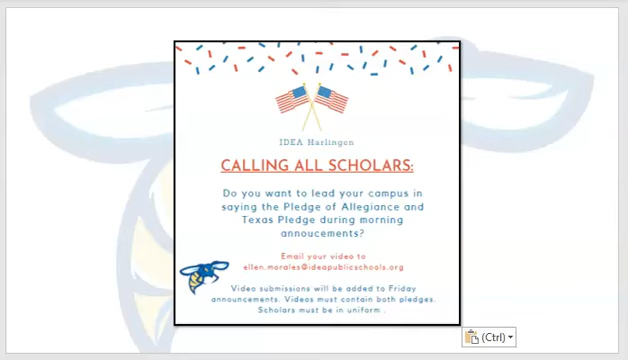 IDEA Harlingen
CALLING ALL SCHOLARS:
Do you want to lead your campus in
saying the Pledge of Allegiance and
Texas Pledge during morning
annoucements?
Email your video to
ellen.morales@ideapublicschools.org
Video submissions will be added to Friday
announcements. Videos must contain both pledges.
Scholars must be in uniform .
(Ctrl)